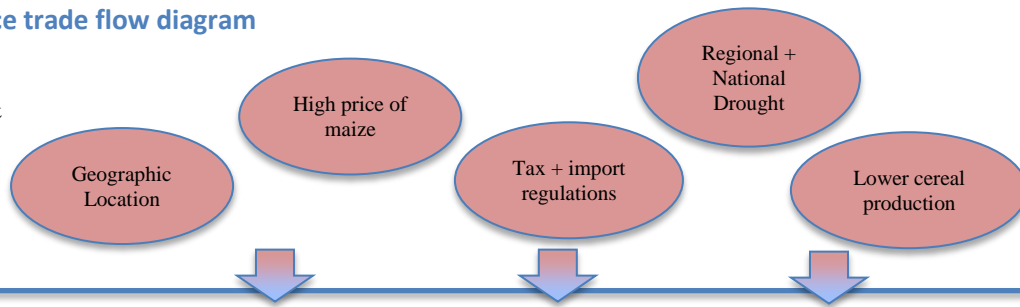 trade flow diagram
High price of
maize
Regional +
National
Drought
Geographic
Location
Tax + import
regulations
Lower cereal
production